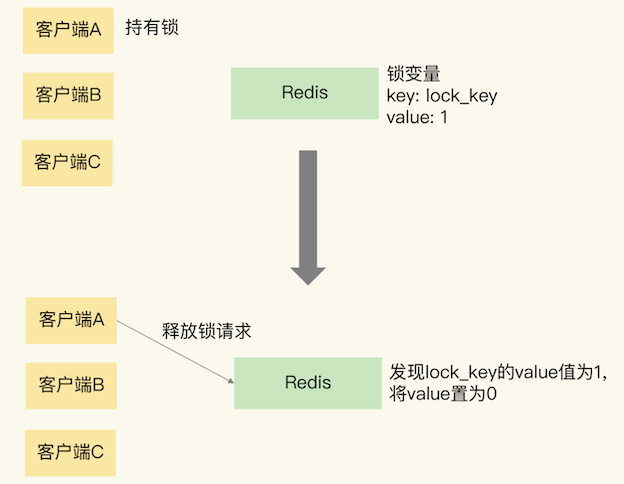 客户端A
持有锁
客户端B
客户端C
Redis
锁变量
key: lock_key
value: 1
客户端A
释放锁请求
客户端B
客户端C
Redis
发现lock_key的value值为1,
将value置为0